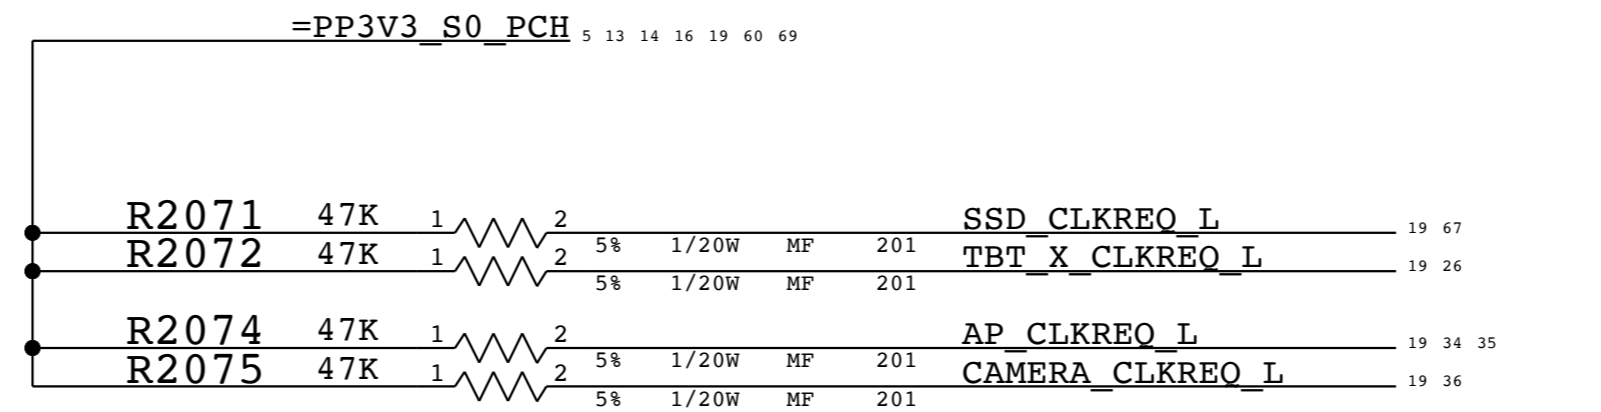 =PP3V3_S0_PCH 5 13 14 16 19 60 69
R2071 47K 1 2 SSD_CLKREQ_L 19 67
5% 1/20W MF 201
R2072 47K 1 2 TBT_X_CLKREQ_L 19 26
5% 1/20W MF 201
R2074 47K 1 2 AP_CLKREQ_L 19 34 35
5% 1/20W MF 201
R2075 47K 1 2 CAMERA_CLKREQ_L 19 36
5% 1/20W MF 201